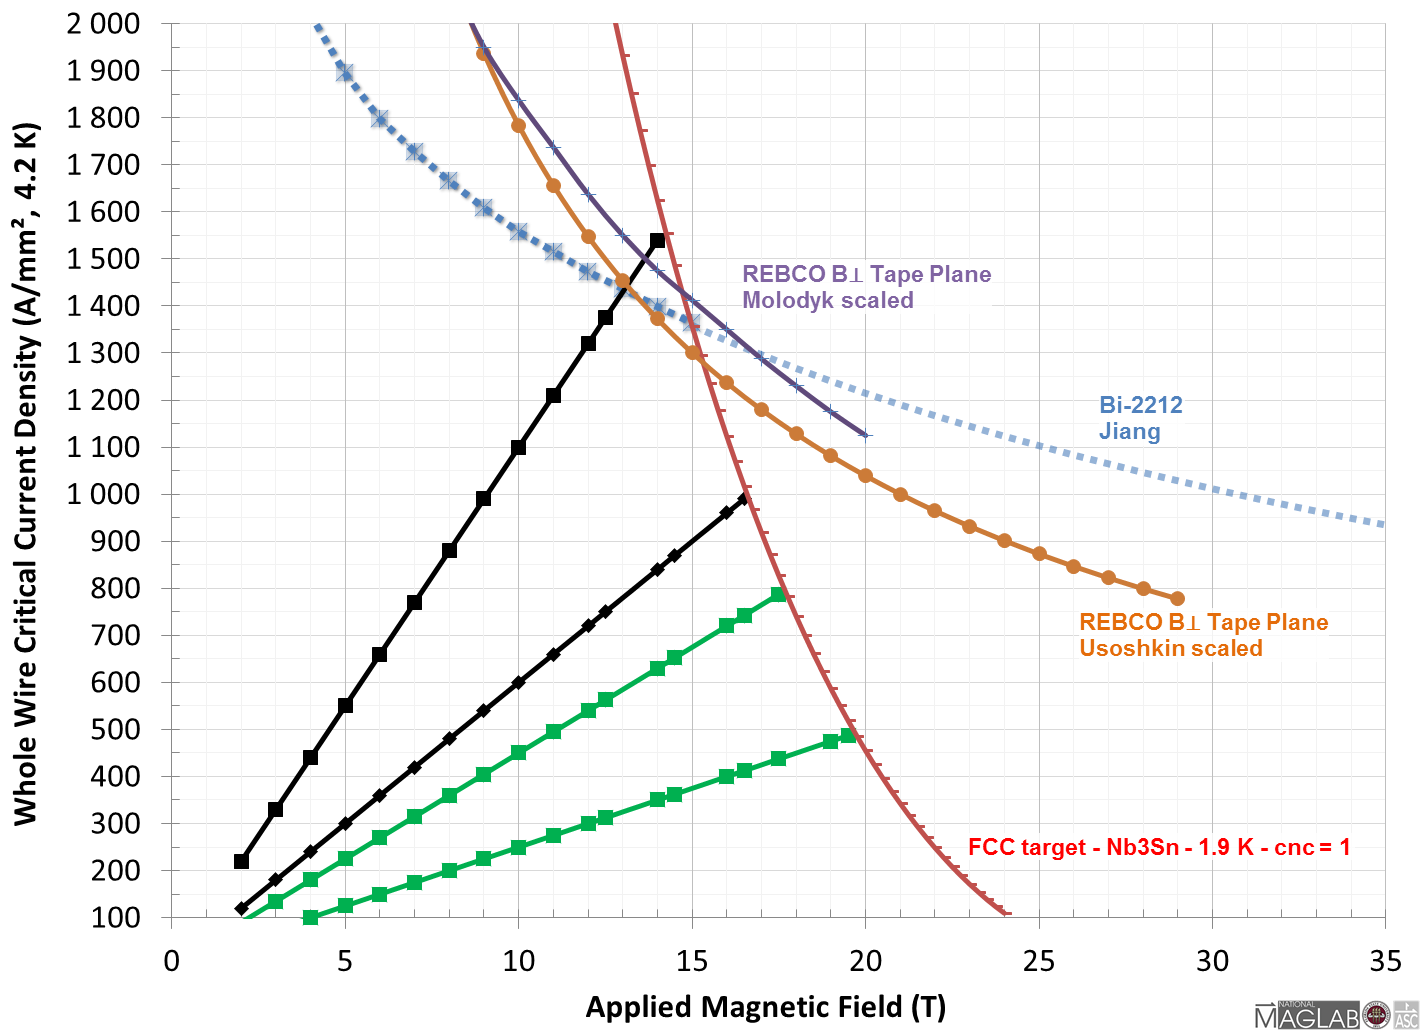 Whole Wire Critical Current Density (A/mm², 4.2 K)
2 000
1 900
1 800
1 700
1 600
1 500
1 400
1 300
1 200
1 100
1 000
900
800
700
600
500
400
300
200
100
REBCO B⊥ Tape Plane
Molodyk scaled
Bi-2212
Jiang
REBCO B⊥ Tape Plane
Usoshkin scaled
FCC target - Nb3Sn - 1.9 K - cnc = 1
0 5 10 15 20 25 30 35
Applied Magnetic Field (T)
NATIONAL
MAGLAB
ASC